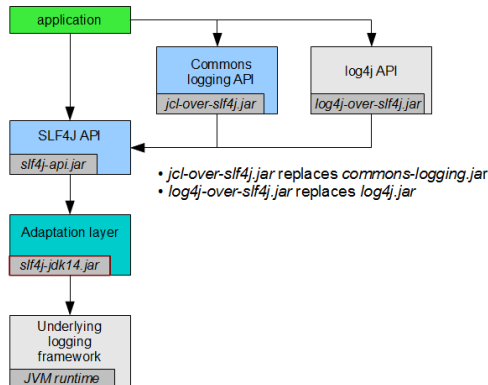 application
Commons
logging API
jcl-over-slf4j.jar
log4j API
log4j-over-slf4j.jar
SLF4J API
slf4j-api.jar
• jcl-over-slf4j.jar replaces commons-logging.jar
• log4j-over-slf4j.jar replaces log4j.jar
Adaptation layer
slf4j-jdk14.jar
Underlying
logging
framework
JVM runtime